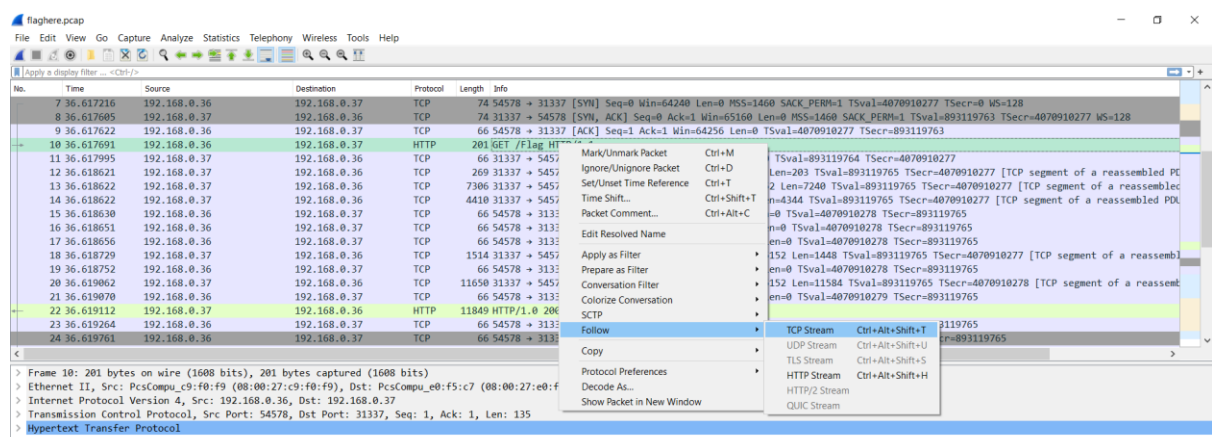 flaghere.pcap
File Edit View Go Capture Analyze Statistics Telephony Wireless Tools Help
Apply a display filter ... <Ctrl-/>
No. Time Source Destination Protocol Length Info
7 36.617216 192.168.0.36 192.168.0.37 TCP 74 54578 → 31337 [SYN] Seq=0 Win=64240 Len=0 MSS=1460 SACK_PERM=1 TSval=4070910277 TSecr=0 WS=128
8 36.617605 192.168.0.37 192.168.0.36 TCP 74 31337 → 54578 [SYN, ACK] Seq=0 Ack=1 Win=65160 Len=0 MSS=1460 SACK_PERM=1 TSval=893119763 TSecr=4070910277 WS=128
9 36.617622 192.168.0.36 192.168.0.37 TCP 66 54578 → 31337 [ACK] Seq=1 Ack=1 Win=64256 Len=0 TSval=4070910277 TSecr=893119763
10 36.617691 192.168.0.36 192.168.0.37 HTTP 201 GET /Flag HTTP/1.1
11 36.617995 192.168.0.37 192.168.0.36 TCP 66 31337 → 5457 TSval=893119764 TSecr=4070910277
12 36.618621 192.168.0.37 192.168.0.36 TCP 269 31337 → 5457 Len=203 TSval=893119765 TSecr=4070910277 [TCP segment of a reassembled PD
13 36.618622 192.168.0.37 192.168.0.36 TCP 7306 31337 → 5457 2 Len=7240 TSval=893119765 TSecr=4070910277 [TCP segment of a reassembled
14 36.618622 192.168.0.37 192.168.0.36 TCP 4410 31337 → 5457 n=4344 TSval=893119765 TSecr=4070910277 [TCP segment of a reassembled PDU
15 36.618630 192.168.0.36 192.168.0.37 TCP 66 54578 → 3133 =0 TSval=4070910278 TSecr=893119765
16 36.618651 192.168.0.36 192.168.0.37 TCP 66 54578 → 3133 n=0 TSval=4070910278 TSecr=893119765
17 36.618656 192.168.0.36 192.168.0.37 TCP 66 54578 → 3133 en=0 TSval=4070910278 TSecr=893119765
18 36.618729 192.168.0.37 192.168.0.36 TCP 1514 31337 → 5457 152 Len=1448 TSval=893119765 TSecr=4070910277 [TCP segment of a reassembl
19 36.618752 192.168.0.36 192.168.0.37 TCP 66 54578 → 3133 en=0 TSval=4070910278 TSecr=893119765
20 36.619062 192.168.0.37 192.168.0.36 TCP 11650 31337 → 5457 152 Len=11584 TSval=893119765 TSecr=4070910278 [TCP segment of a reassemb
21 36.619070 192.168.0.36 192.168.0.37 TCP 66 54578 → 3133 en=0 TSval=4070910279 TSecr=893119765
22 36.619112 192.168.0.37 192.168.0.36 HTTP 11849 HTTP/1.0 200
23 36.619264 192.168.0.36 192.168.0.37 TCP 66 54578 → 3133 3119765
24 36.619761 192.168.0.36 192.168.0.37 TCP 66 54578 → 3133 cr=893119765
Mark/Unmark Packet Ctrl+M
Ignore/Unignore Packet Ctrl+D
Set/Unset Time Reference Ctrl+T
Time Shift... Ctrl+Shift+T
Packet Comment... Ctrl+Alt+C
Edit Resolved Name
Apply as Filter
Prepare as Filter
Conversation Filter
Colorize Conversation
SCTP
Follow
Copy
Protocol Preferences
Decode As...
Show Packet in New Window
TCP Stream Ctrl+Alt+Shift+T
UDP Stream Ctrl+Alt+Shift+U
TLS Stream Ctrl+Alt+Shift+S
HTTP Stream Ctrl+Alt+Shift+H
HTTP/2 Stream
QUIC Stream
Frame 10: 201 bytes on wire (1608 bits), 201 bytes captured (1608 bits)
Ethernet II, Src: PcsCompu_c9:f0:f9 (08:00:27:c9:f0:f9), Dst: PcsCompu_e0:f5:c7 (08:00:27:e0:f
Internet Protocol Version 4, Src: 192.168.0.36, Dst: 192.168.0.37
Transmission Control Protocol, Src Port: 54578, Dst Port: 31337, Seq: 1, Ack: 1, Len: 135
Hypertext Transfer Protocol